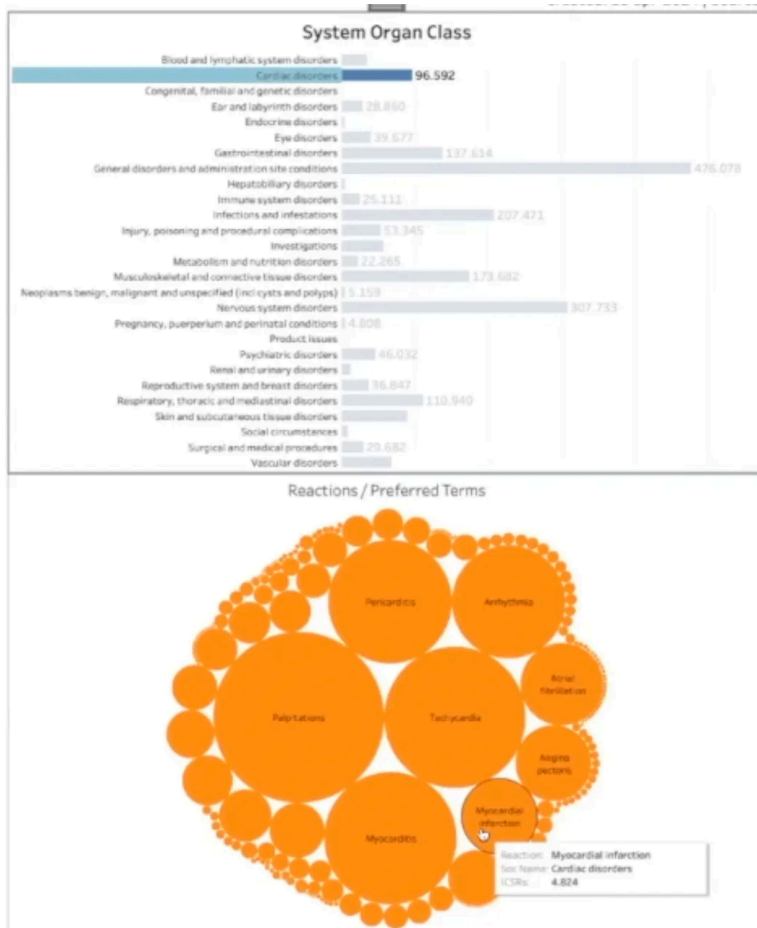 System Organ Class
Blood and lymphatic system disorders
Cardiac disorders 96.592
Congenital, familial and genetic disorders
Ear and labyrinth disorders 28.860
Endocrine disorders
Eye disorders 39.677
Gastrointestinal disorders 137.614
General disorders and administration site conditions 476.078
Hepatobiliary disorders
Immune system disorders 25.111
Infections and infestations 207.471
Injury, poisoning and procedural complications 53.345
Investigations
Metabolism and nutrition disorders 22.265
Musculoskeletal and connective tissue disorders 173.682
Neoplasms benign, malignant and unspecified (incl cysts and polyps) 5.159
Nervous system disorders 307.733
Pregnancy, puerperium and perinatal conditions 4.808
Product issues
Psychiatric disorders 46.032
Renal and urinary disorders
Reproductive system and breast disorders 36.847
Respiratory, thoracic and mediastinal disorders 110.940
Skin and subcutaneous tissue disorders
Social circumstances
Surgical and medical procedures 29.682
Vascular disorders
Reactions / Preferred Terms
Pericarditis
Arrhythmia
Atrial
fibrillation
Palpitations
Tachycardia
Angina
pectoris
Myocardial
infarction
Myocarditis
Reaction: Myocardial infarction
Soc Name: Cardiac disorders
ICSRs: 4.824